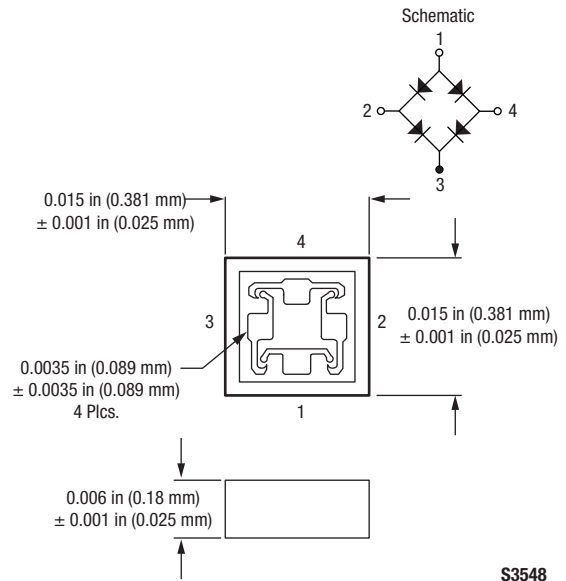 Schematic
1
2
4
3
0.015 in (0.381 mm)
± 0.001 in (0.025 mm)
4
3
2
0.015 in (0.381 mm)
± 0.001 in (0.025 mm)
0.0035 in (0.089 mm)
± 0.0035 in (0.089 mm)
4 Plcs.
1
0.006 in (0.18 mm)
± 0.001 in (0.025 mm)
S3548